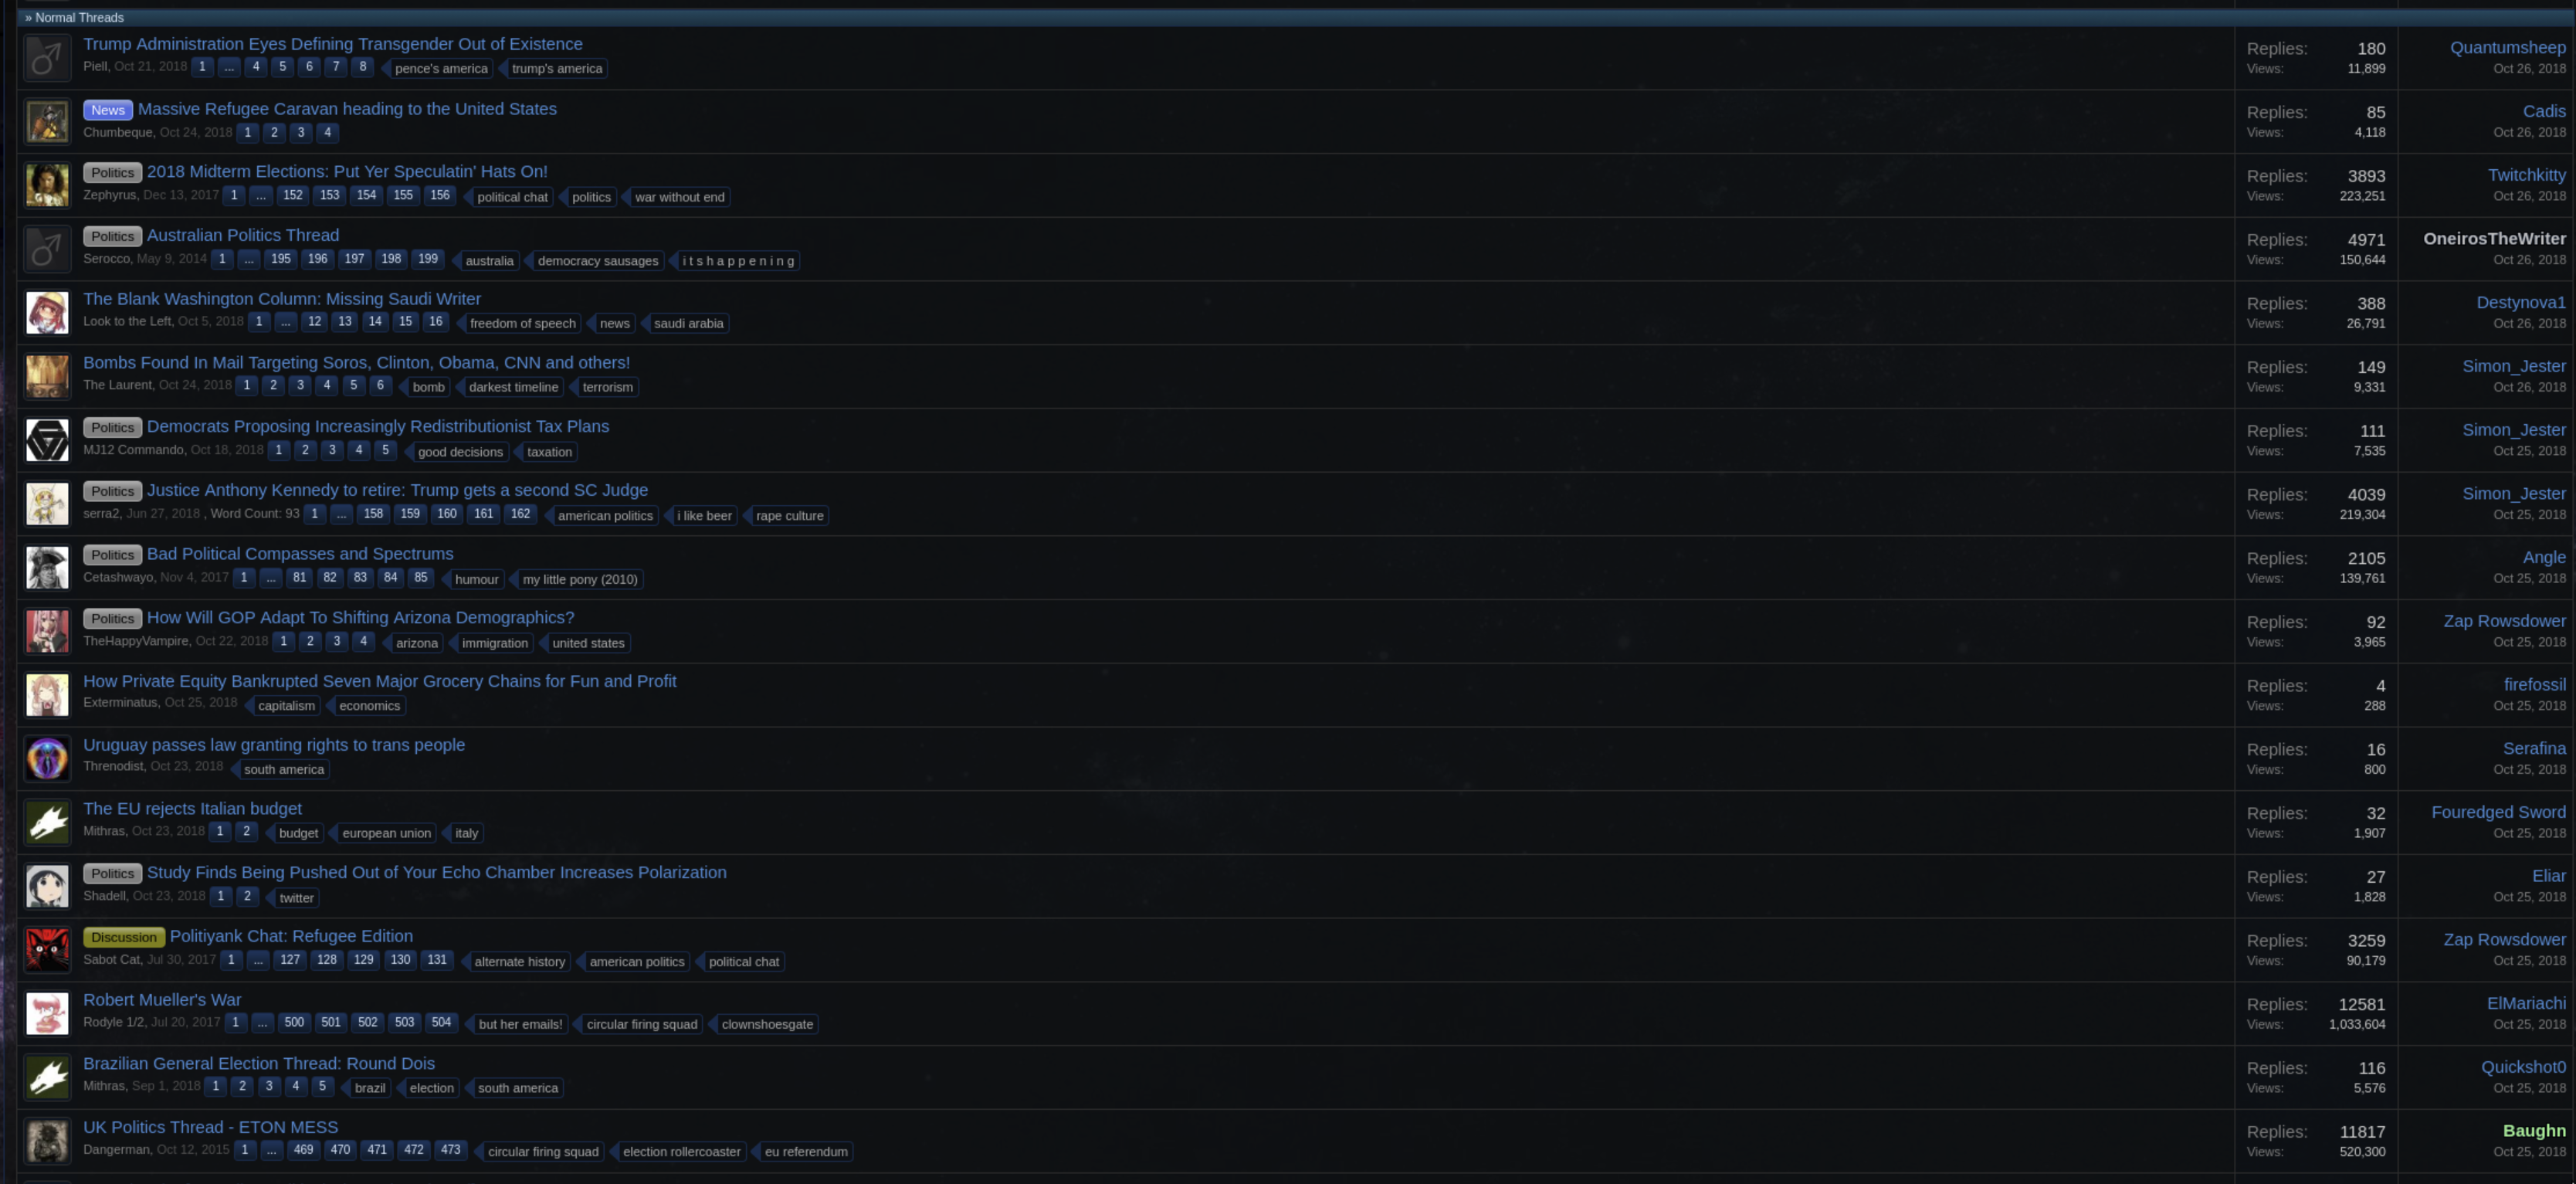 » Normal Threads
Trump Administration Eyes Defining Transgender Out of Existence
Piell, Oct 21, 2018 1 ... 4 5 6 7 8 pence's america trump's america
Replies: 180
Views: 11,899
Quantumsheep
Oct 26, 2018
News Massive Refugee Caravan heading to the United States
Chumbeque, Oct 24, 2018 1 2 3 4
Replies: 85
Views: 4,118
Cadis
Oct 26, 2018
Politics 2018 Midterm Elections: Put Yer Speculatin' Hats On!
Zephyrus, Dec 13, 2017 1 ... 152 153 154 155 156 political chat politics war without end
Replies: 3893
Views: 223,251
Twitchkitty
Oct 26, 2018
Politics Australian Politics Thread
Serocco, May 9, 2014 1 ... 195 196 197 198 199 australia democracy sausages i t s h a p p e n i n g
Replies: 4971
Views: 150,644
OneirosTheWriter
Oct 26, 2018
The Blank Washington Column: Missing Saudi Writer
Look to the Left, Oct 5, 2018 1 ... 12 13 14 15 16 freedom of speech news saudi arabia
Replies: 388
Views: 26,791
Destynova1
Oct 26, 2018
Bombs Found In Mail Targeting Soros, Clinton, Obama, CNN and others!
The Laurent, Oct 24, 2018 1 2 3 4 5 6 bomb darkest timeline terrorism
Replies: 149
Views: 9,331
Simon_Jester
Oct 26, 2018
Politics Democrats Proposing Increasingly Redistributionist Tax Plans
MJ12 Commando, Oct 18, 2018 1 2 3 4 5 good decisions taxation
Replies: 111
Views: 7,535
Simon_Jester
Oct 25, 2018
Politics Justice Anthony Kennedy to retire: Trump gets a second SC Judge
serra2, Jun 27, 2018 , Word Count: 93 1 ... 158 159 160 161 162 american politics i like beer rape culture
Replies: 4039
Views: 219,304
Simon_Jester
Oct 25, 2018
Politics Bad Political Compasses and Spectrums
Cetashwayo, Nov 4, 2017 1 ... 81 82 83 84 85 humour my little pony (2010)
Replies: 2105
Views: 139,761
Angle
Oct 25, 2018
Politics How Will GOP Adapt To Shifting Arizona Demographics?
TheHappyVampire, Oct 22, 2018 1 2 3 4 arizona immigration united states
Replies: 92
Views: 3,965
Zap Rowsdower
Oct 25, 2018
How Private Equity Bankrupted Seven Major Grocery Chains for Fun and Profit
Exterminatus, Oct 25, 2018 capitalism economics
Replies: 4
Views: 288
firefossil
Oct 25, 2018
Uruguay passes law granting rights to trans people
Threnodist, Oct 23, 2018 south america
Replies: 16
Views: 800
Serafina
Oct 25, 2018
The EU rejects Italian budget
Mithras, Oct 23, 2018 1 2 budget european union italy
Replies: 32
Views: 1,907
Fouredged Sword
Oct 25, 2018
Politics Study Finds Being Pushed Out of Your Echo Chamber Increases Polarization
Shadell, Oct 23, 2018 1 2 twitter
Replies: 27
Views: 1,828
Eliar
Oct 25, 2018
Discussion Politiyank Chat: Refugee Edition
Sabot Cat, Jul 30, 2017 1 ... 127 128 129 130 131 alternate history american politics political chat
Replies: 3259
Views: 90,179
Zap Rowsdower
Oct 25, 2018
Robert Mueller's War
Rodyle 1/2, Jul 20, 2017 1 ... 500 501 502 503 504 but her emails! circular firing squad clownshoesgate
Replies: 12581
Views: 1,033,604
ElMariachi
Oct 25, 2018
Brazilian General Election Thread: Round Dois
Mithras, Sep 1, 2018 1 2 3 4 5 brazil election south america
Replies: 116
Views: 5,576
Quickshot0
Oct 25, 2018
UK Politics Thread - ETON MESS
Dangerman, Oct 12, 2015 1 ... 469 470 471 472 473 circular firing squad election rollercoaster eu referendum
Replies: 11817
Views: 520,300
Baughn
Oct 25, 2018